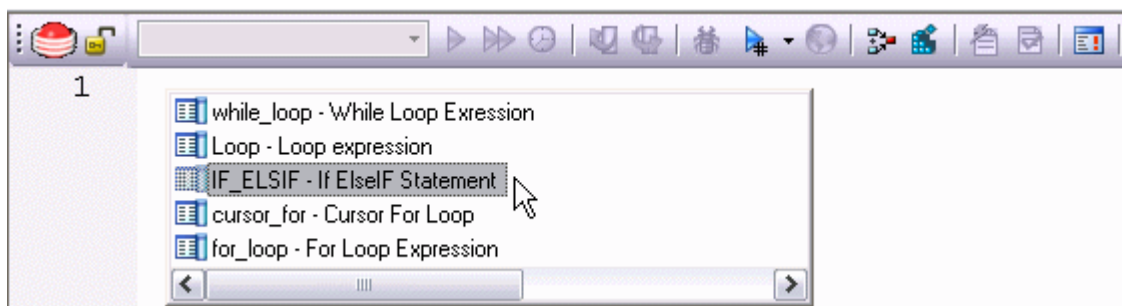 1
while_loop - While Loop Exression
Loop - Loop expression
IF_ELSIF - If ElseIF Statement
cursor_for - Cursor For Loop
for_loop - For Loop Expression